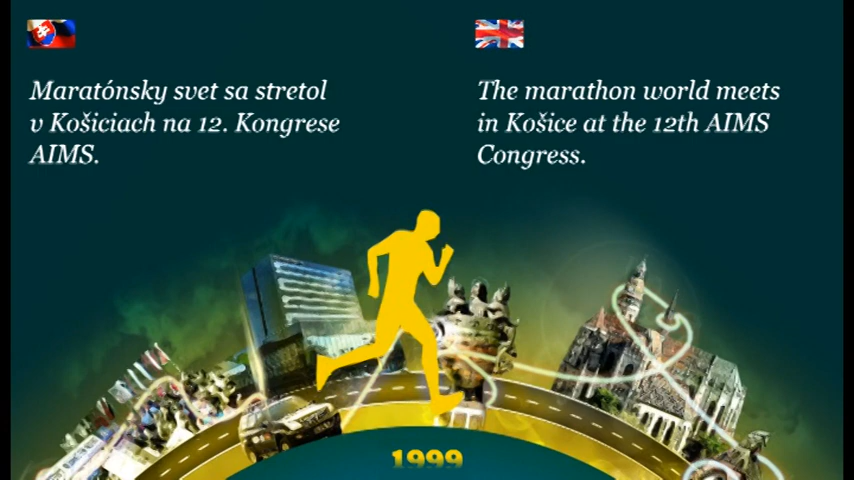 Maratónsky svet sa stretol
v Košiciach na 12. Kongrese
AIMS.
The marathon world meets
in Košice at the 12th AIMS
Congress.
1999